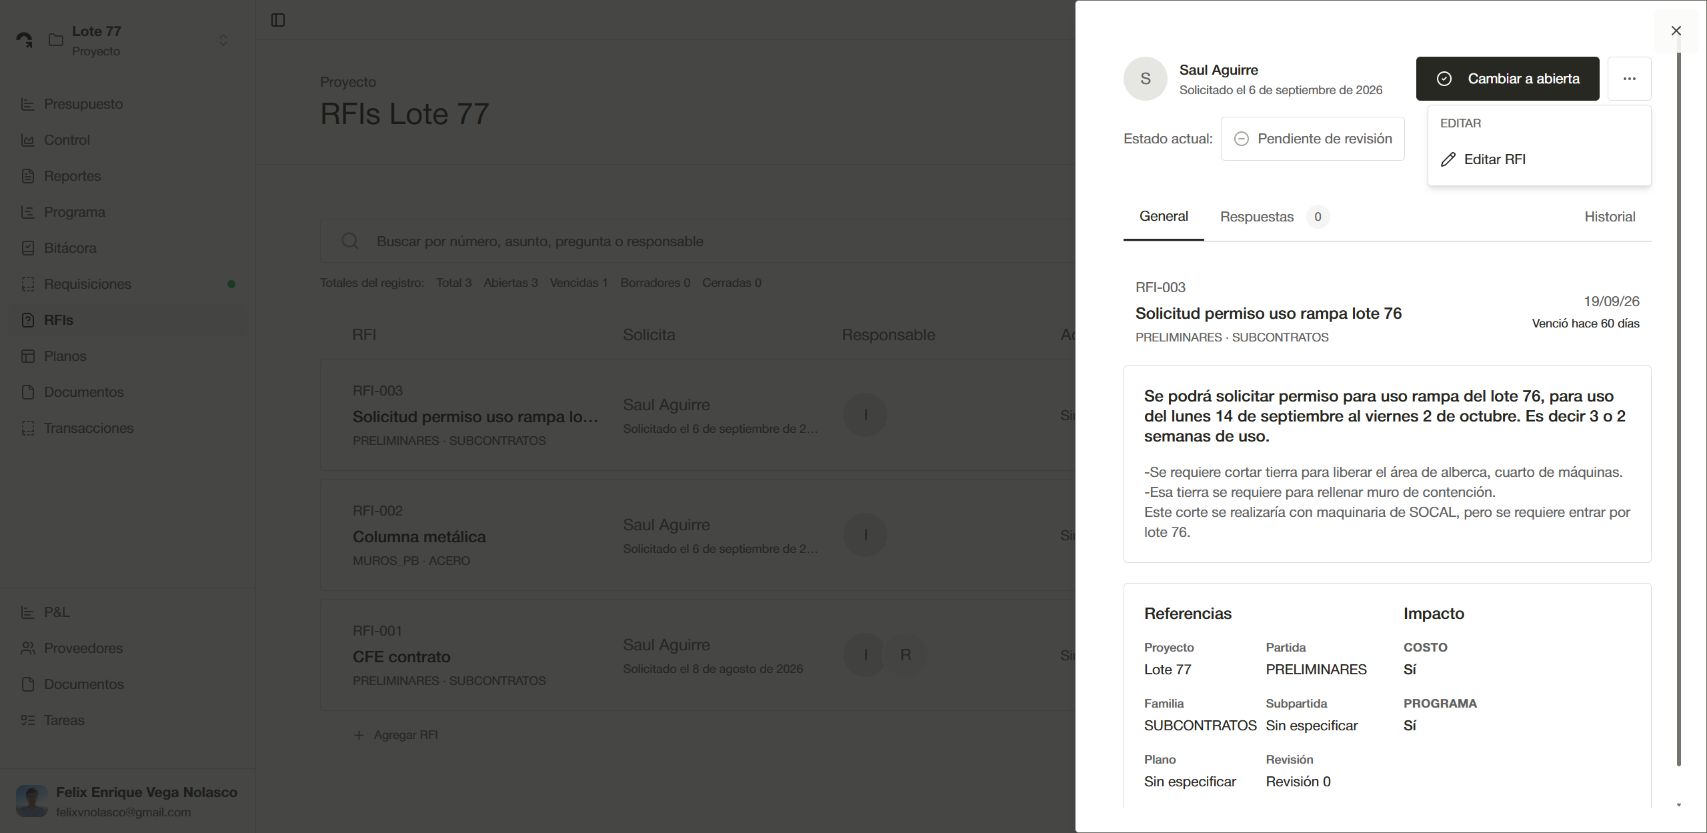 Lote 77
Proyecto
Presupuesto
Control
Reportes
Programa
Bitácora
Requisiciones
RFIs
Planos
Documentos
Transacciones
P&L
Proveedores
Documentos
Tareas
Felix Enrique Vega Nolasco
felixvnolasco@gmail.com
Proyecto
RFIs Lote 77
Buscar por número, asunto, pregunta o responsable
Totales del registro: Total 3 Abiertas 3 Vencidas 1 Borradores 0 Cerradas 0
RFI Solicita Responsable Ac
RFI-003
Solicitud permiso uso rampa lo...
PRELIMINARES · SUBCONTRATOS
Saul Aguirre
Solicitado el 6 de septiembre de 2...
I
Si
RFI-002
Columna metálica
MUROS_PB · ACERO
Saul Aguirre
Solicitado el 6 de septiembre de 2...
I
Si
RFI-001
CFE contrato
PRELIMINARES · SUBCONTRATOS
Saul Aguirre
Solicitado el 8 de agosto de 2026
I R
Si
+ Agregar RFI
S
Saul Aguirre
Solicitado el 6 de septiembre de 2026
Cambiar a abierta
Estado actual: Pendiente de revisión
EDITAR
Editar RFI
General Respuestas 0 Historial
RFI-003
Solicitud permiso uso rampa lote 76
PRELIMINARES · SUBCONTRATOS
19/09/26
Venció hace 60 días
Se podrá solicitar permiso para uso rampa del lote 76, para uso
del lunes 14 de septiembre al viernes 2 de octubre. Es decir 3 o 2
semanas de uso.
-Se requiere cortar tierra para liberar el área de alberca, cuarto de máquinas.
-Esa tierra se requiere para rellenar muro de contención.
Este corte se realizaría con maquinaria de SOCAL, pero se requiere entrar por
lote 76.
Referencias Impacto
Proyecto Partida COSTO
Lote 77 PRELIMINARES Sí
Familia Subpartida PROGRAMA
SUBCONTRATOS Sin especificar Sí
Plano Revisión
Sin especificar Revisión 0